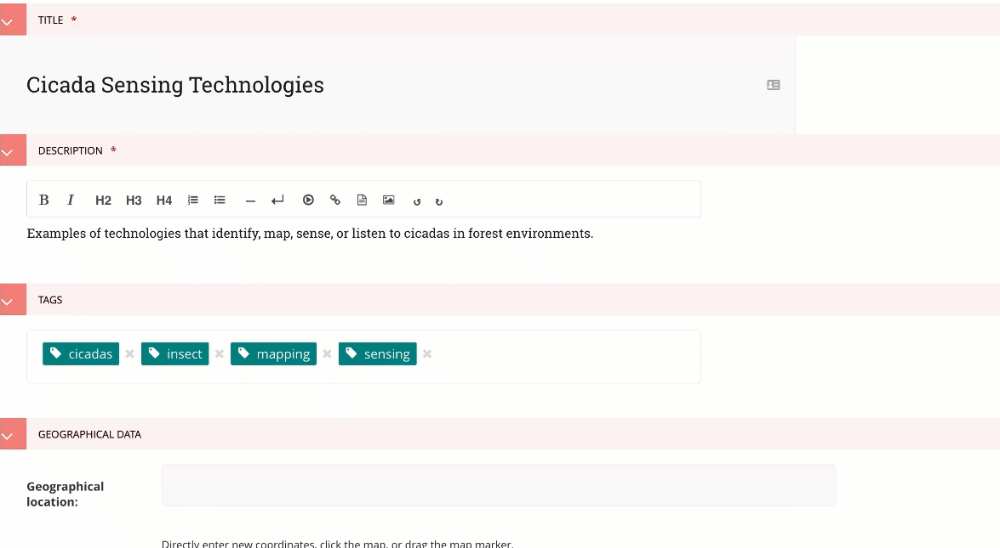 TITLE *
Cicada Sensing Technologies
DESCRIPTION *
B I H2 H3 H4
Examples of technologies that identify, map, sense, or listen to cicadas in forest environments.
TAGS
cicadas × insect × mapping × sensing ×
GEOGRAPHICAL DATA
Geographical
location:
Directly enter new coordinates, click the map, or drag the map marker.